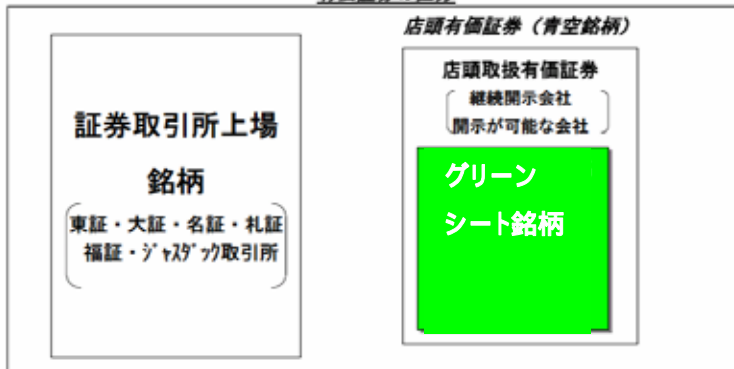 店頭有価証券（青空銘柄）
証券取引所上場
銘柄
東証・大証・名証・札証
福証・ジャスダック取引所
店頭取扱有価証券
継続開示会社
開示が可能な会社
グリーン
シート銘柄